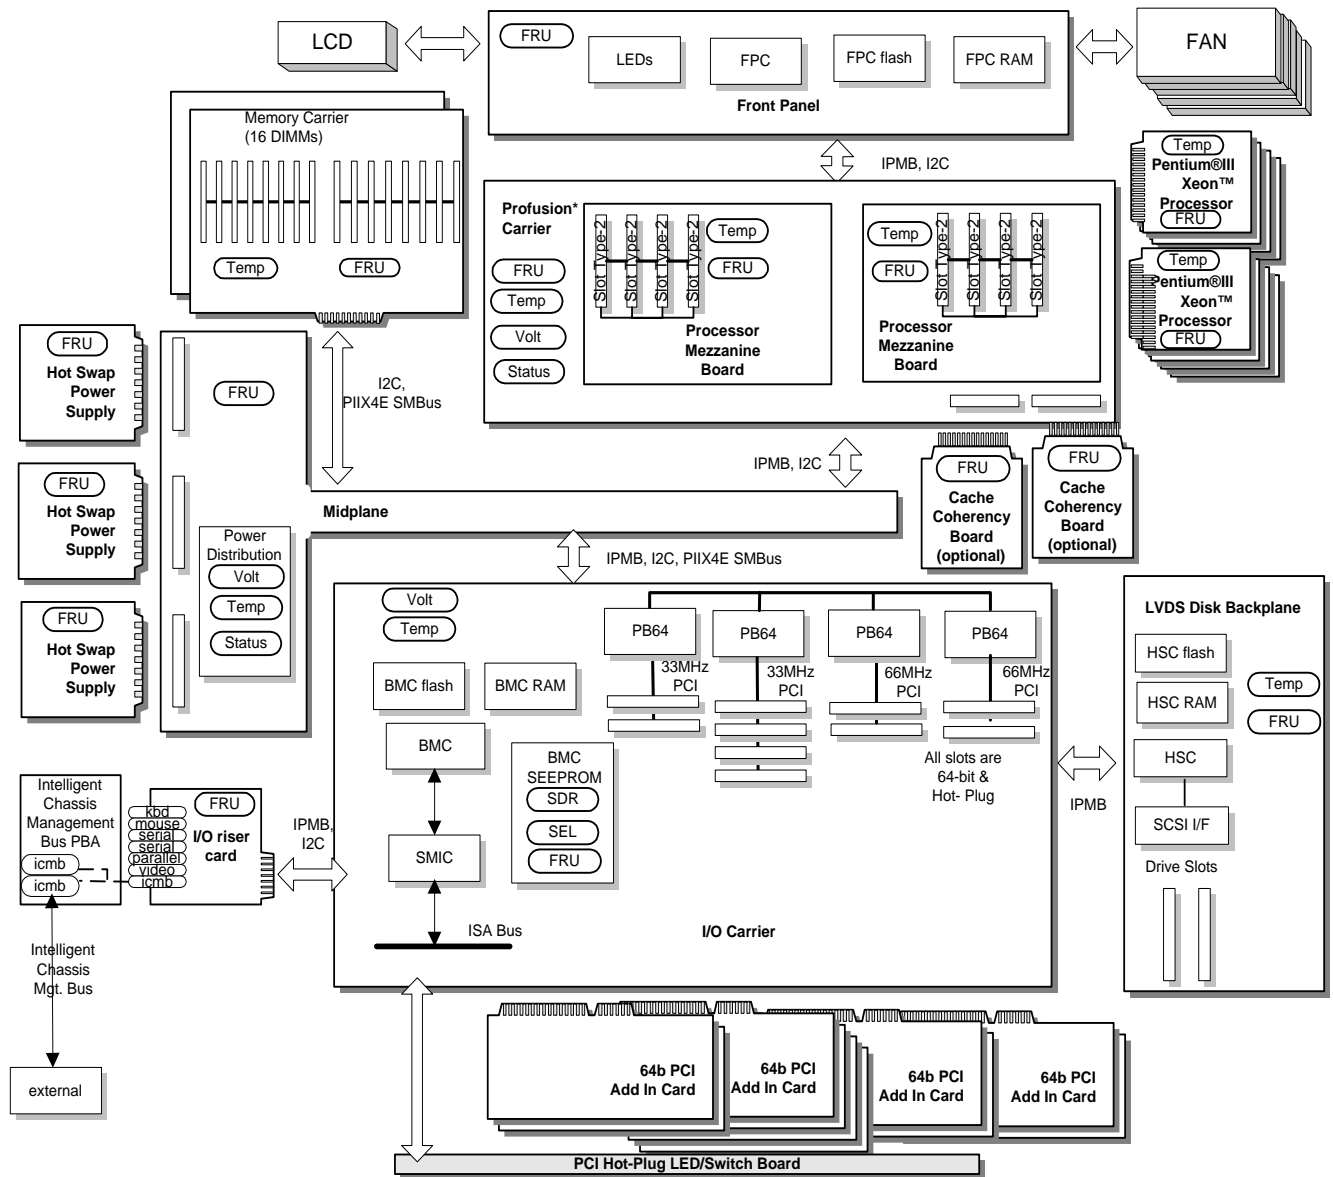 LCD
FRU
LEDs
FPC
FPC flash
FPC RAM
Front Panel
FAN
Memory Carrier
(16 DIMMs)
Temp
FRU
IPMB, I2C
Temp
Pentium®III
Xeon™
Processor
FRU
Temp
Pentium®III
Xeon™
Processor
FRU
Profusion*
Carrier
FRU
Temp
Volt
Status
Slot Type-2
Slot Type-2
Slot Type-2
Slot Type-2
Temp
FRU
Processor
Mezzanine
Board
Temp
FRU
Slot Type-2
Slot Type-2
Slot Type-2
Slot Type-2
Processor
Mezzanine
Board
FRU
Hot Swap
Power
Supply
FRU
Hot Swap
Power
Supply
FRU
Hot Swap
Power
Supply
FRU
I2C,
PIIX4E SMBus
IPMB, I2C
FRU
Cache
Coherency
Board
(optional)
FRU
Cache
Coherency
Board
(optional)
Midplane
Power
Distribution
Volt
Temp
Status
IPMB, I2C, PIIX4E SMBus
Volt
Temp
BMC flash
BMC RAM
PB64
PB64
PB64
PB64
33MHz
PCI
33MHz
PCI
66MHz
PCI
66MHz
PCI
BMC
BMC
SEEPROM
SDR
SEL
FRU
SMIC
ISA Bus
All slots are
64-bit &
Hot- Plug
I/O Carrier
IPMB
LVDS Disk Backplane
HSC flash
HSC RAM
Temp
FRU
HSC
SCSI I/F
Drive Slots
Intelligent
Chassis
Management
Bus PBA
icmb
icmb
kbd
mouse
serial
serial
parallel
video
icmb
FRU
I/O riser
card
IPMB,
I2C
Intelligent
Chassis
Mgt. Bus
external
64b PCI
Add In Card
64b PCI
Add In Card
64b PCI
Add In Card
64b PCI
Add In Card
PCI Hot-Plug LED/Switch Board